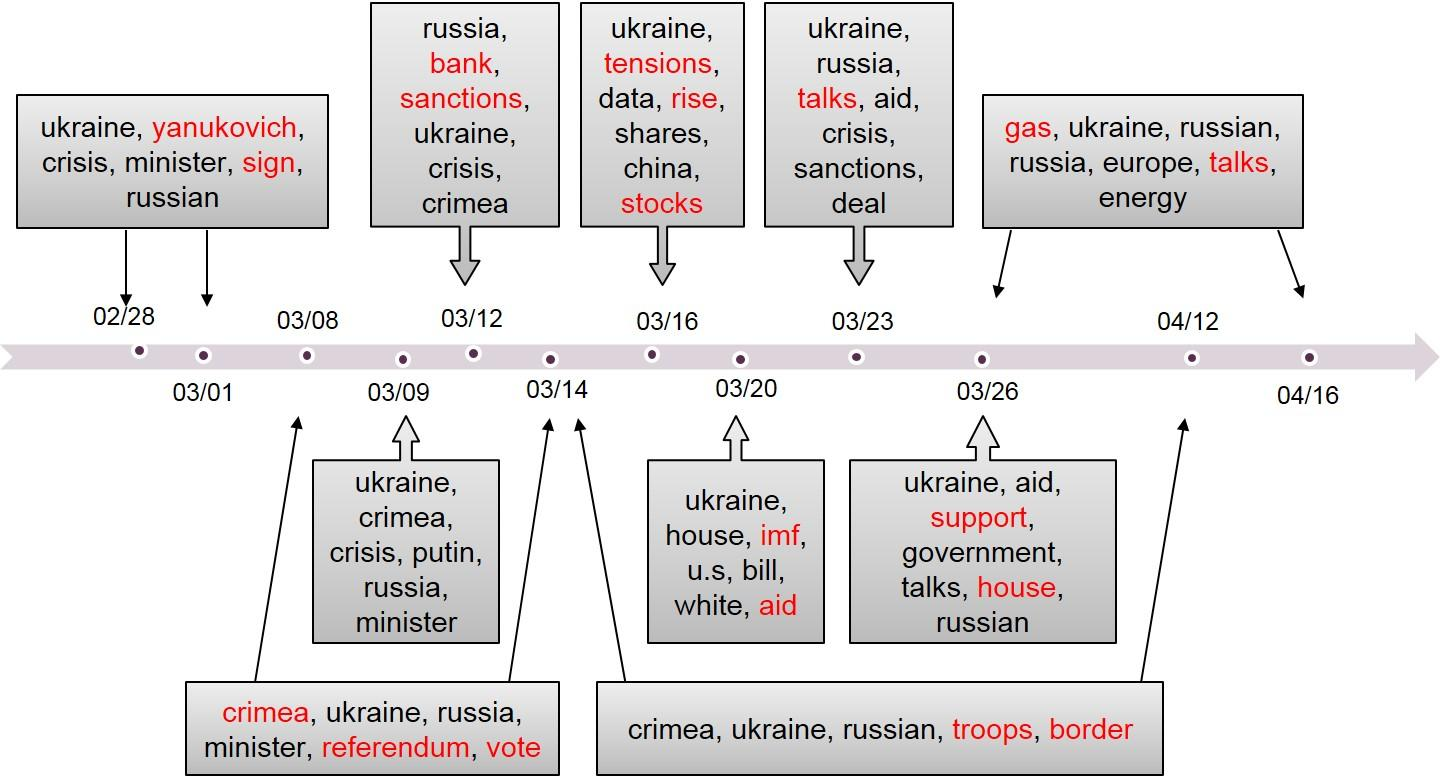 russia,
bank,
sanctions,
ukraine,
crisis,
crimea
ukraine,
tensions,
data, rise,
shares,
china,
stocks
ukraine,
russia,
talks, aid,
crisis,
sanctions,
deal
ukraine, yanukovich,
crisis, minister, sign,
russian
gas, ukraine, russian,
russia, europe, talks,
energy
02/28
03/08
03/12
03/16
03/23
04/12
03/01
03/09
03/14
03/20
03/26
04/16
ukraine,
crimea,
crisis, putin,
russia,
minister
ukraine,
house, imf,
u.s, bill,
white, aid
ukraine, aid,
support,
government,
talks, house,
russian
crimea, ukraine, russia,
minister, referendum, vote
crimea, ukraine, russian, troops, border